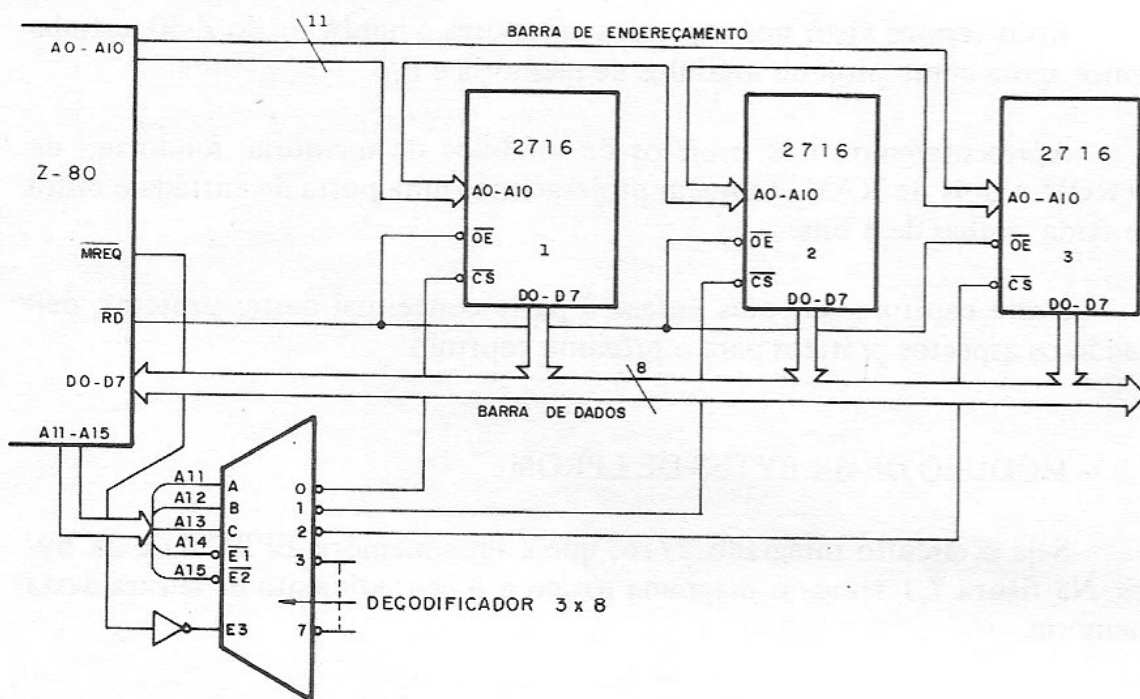 11
A0 - A10
BARRA DE ENDEREÇAMENTO
Z-80
2716
2716
2716
A0-A10
A0-A10
A0-A10
MREQ
OE
OE
OE
1
2
3
CS
CS
CS
RD
D0-D7
D0-D7
D0-D7
D0-D7
8
BARRA DE DADOS
A11-A15
A11
A
A12
B
0
A13
C
1
A14
E1
2
A15
E2
3
DECODIFICADOR 3 x 8
E3
7